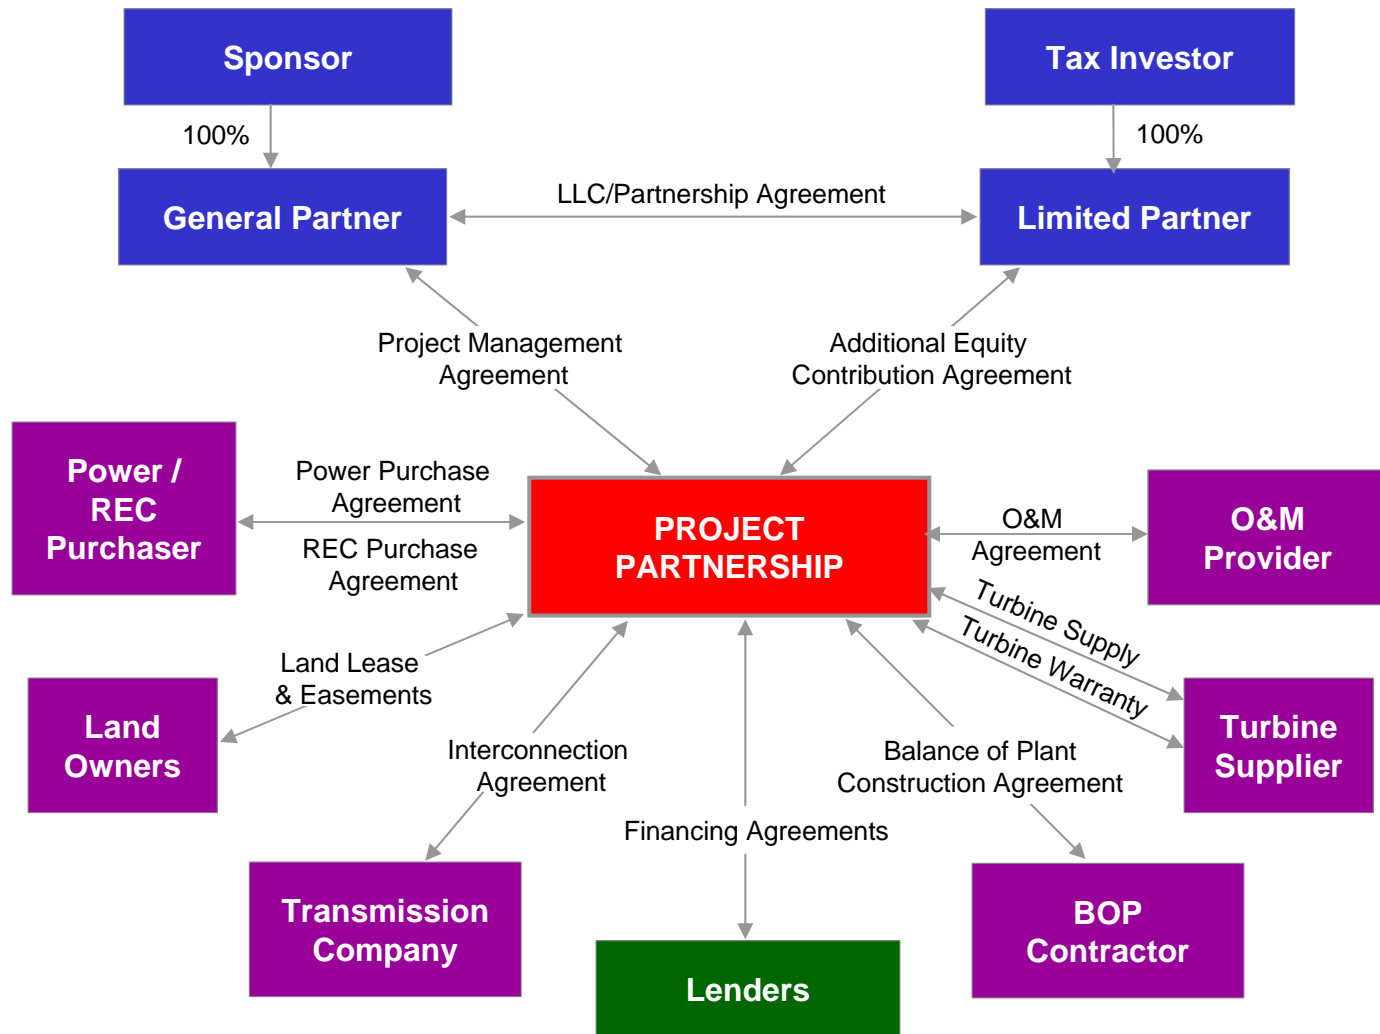 Sponsor
Tax Investor
100%
100%
General Partner
LLC/Partnership Agreement
Limited Partner
Project Management
Agreement
Additional Equity
Contribution Agreement
Power /
REC
Purchaser
Power Purchase
Agreement
REC Purchase
Agreement
PROJECT
PARTNERSHIP
O&M
Agreement
O&M
Provider
Turbine Supply
Turbine Warranty
Land Lease
& Easements
Land
Owners
Turbine
Supplier
Interconnection
Agreement
Balance of Plant
Construction Agreement
Financing Agreements
Transmission
Company
BOP
Contractor
Lenders